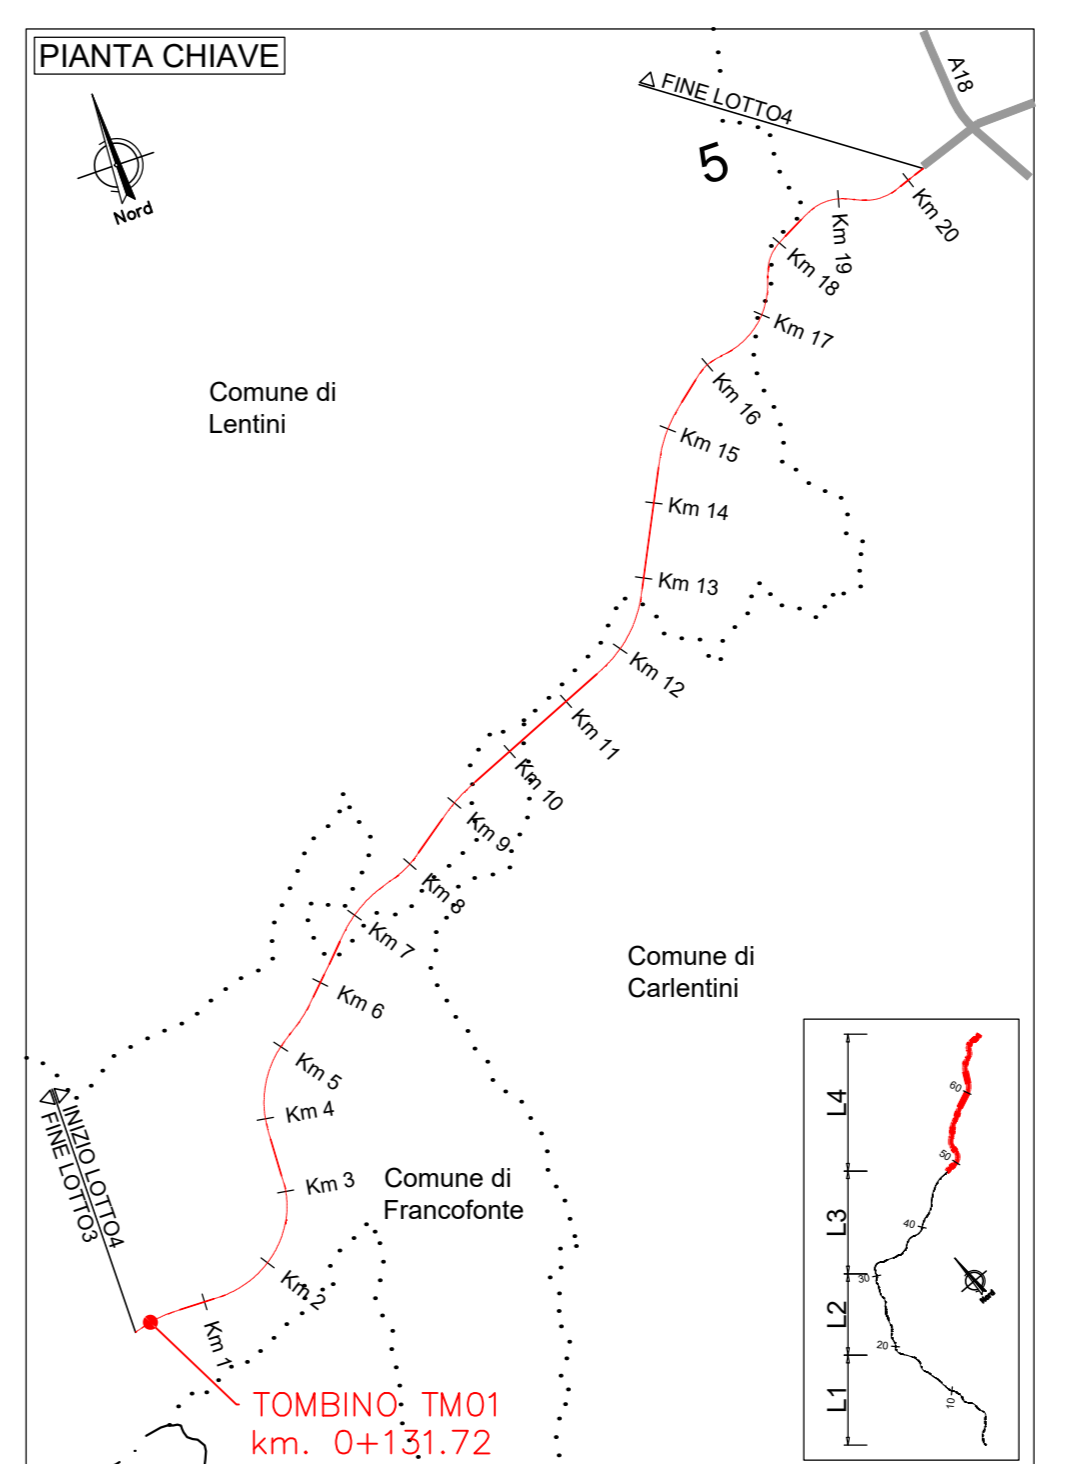 PIANTA CHIAVE
Nord
FINE LOTTO4
A18
5
Km 20
Km 19
Km 18
Km 17
Km 16
Km 15
Km 14
Km 13
Km 12
Km 11
Km 10
Km 9
Km 8
Km 7
Km 6
Km 5
Km 4
Km 3
Km 2
Km 1
Comune di
Lentini
Comune di
Carlentini
Comune di
Francofonte
INIZIO LOTTO4
FINE LOTTO3
TOMBINO TM01
km. 0+131.72
L4
L3
L2
L1
60
50
40
30
20
10